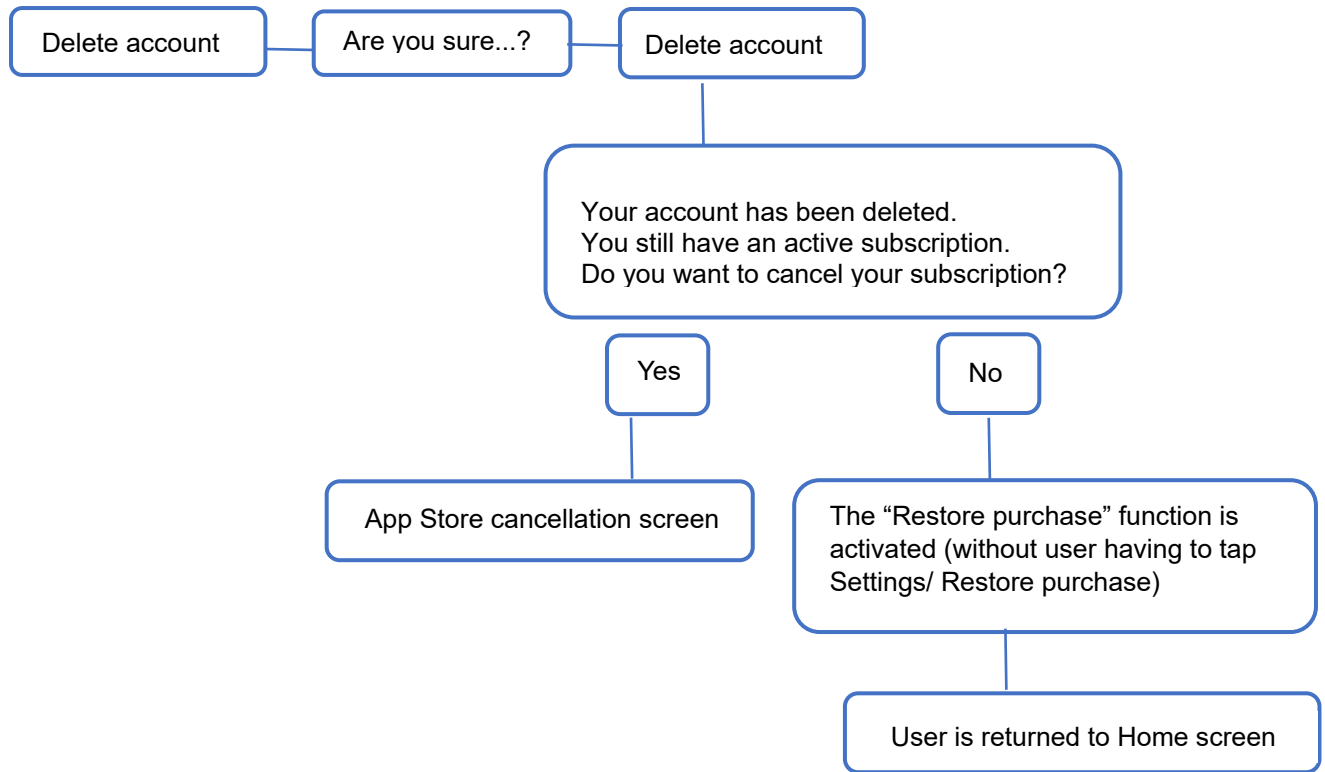 Delete account
Are you sure...?
Delete account
Your account has been deleted.
You still have an active subscription.
Do you want to cancel your subscription?
Yes
No
App Store cancellation screen
The “Restore purchase” function is
activated (without user having to tap
Settings/ Restore purchase)
User is returned to Home screen